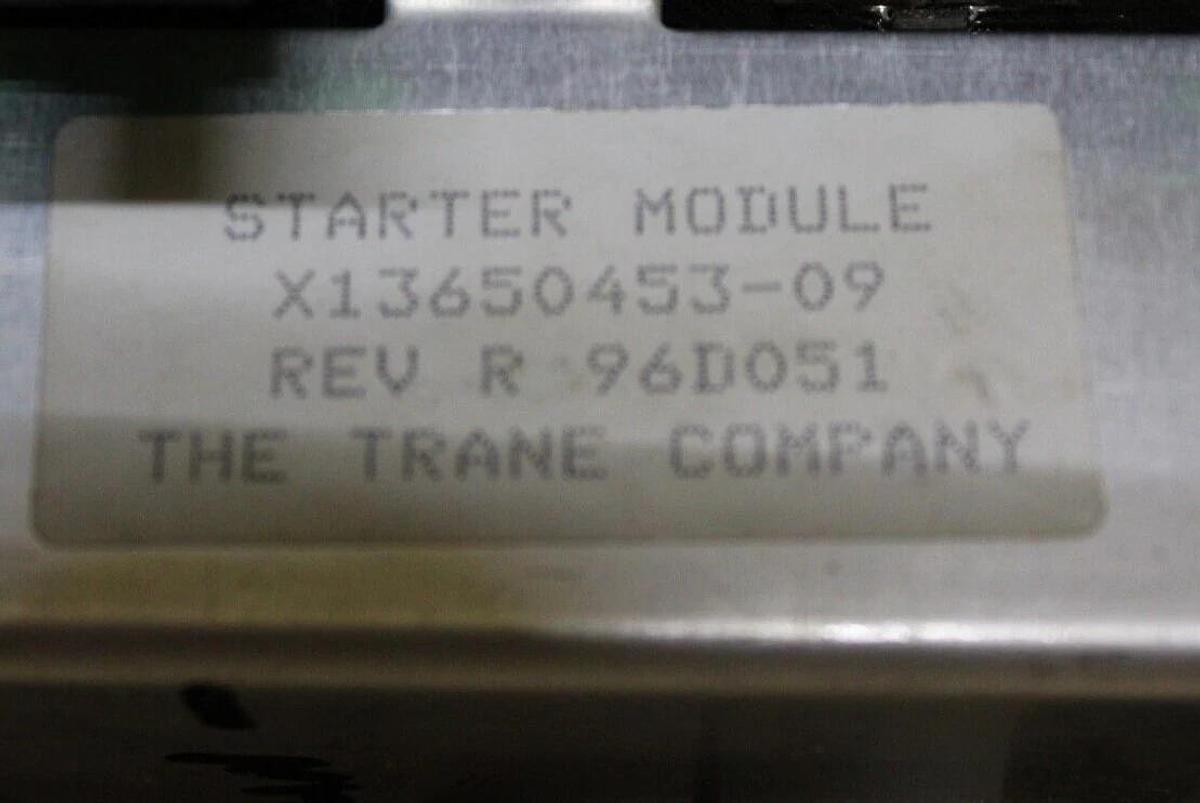 STARTER MODULE
X13650453-09
REV R 96D051
THE TRANE COMPANY